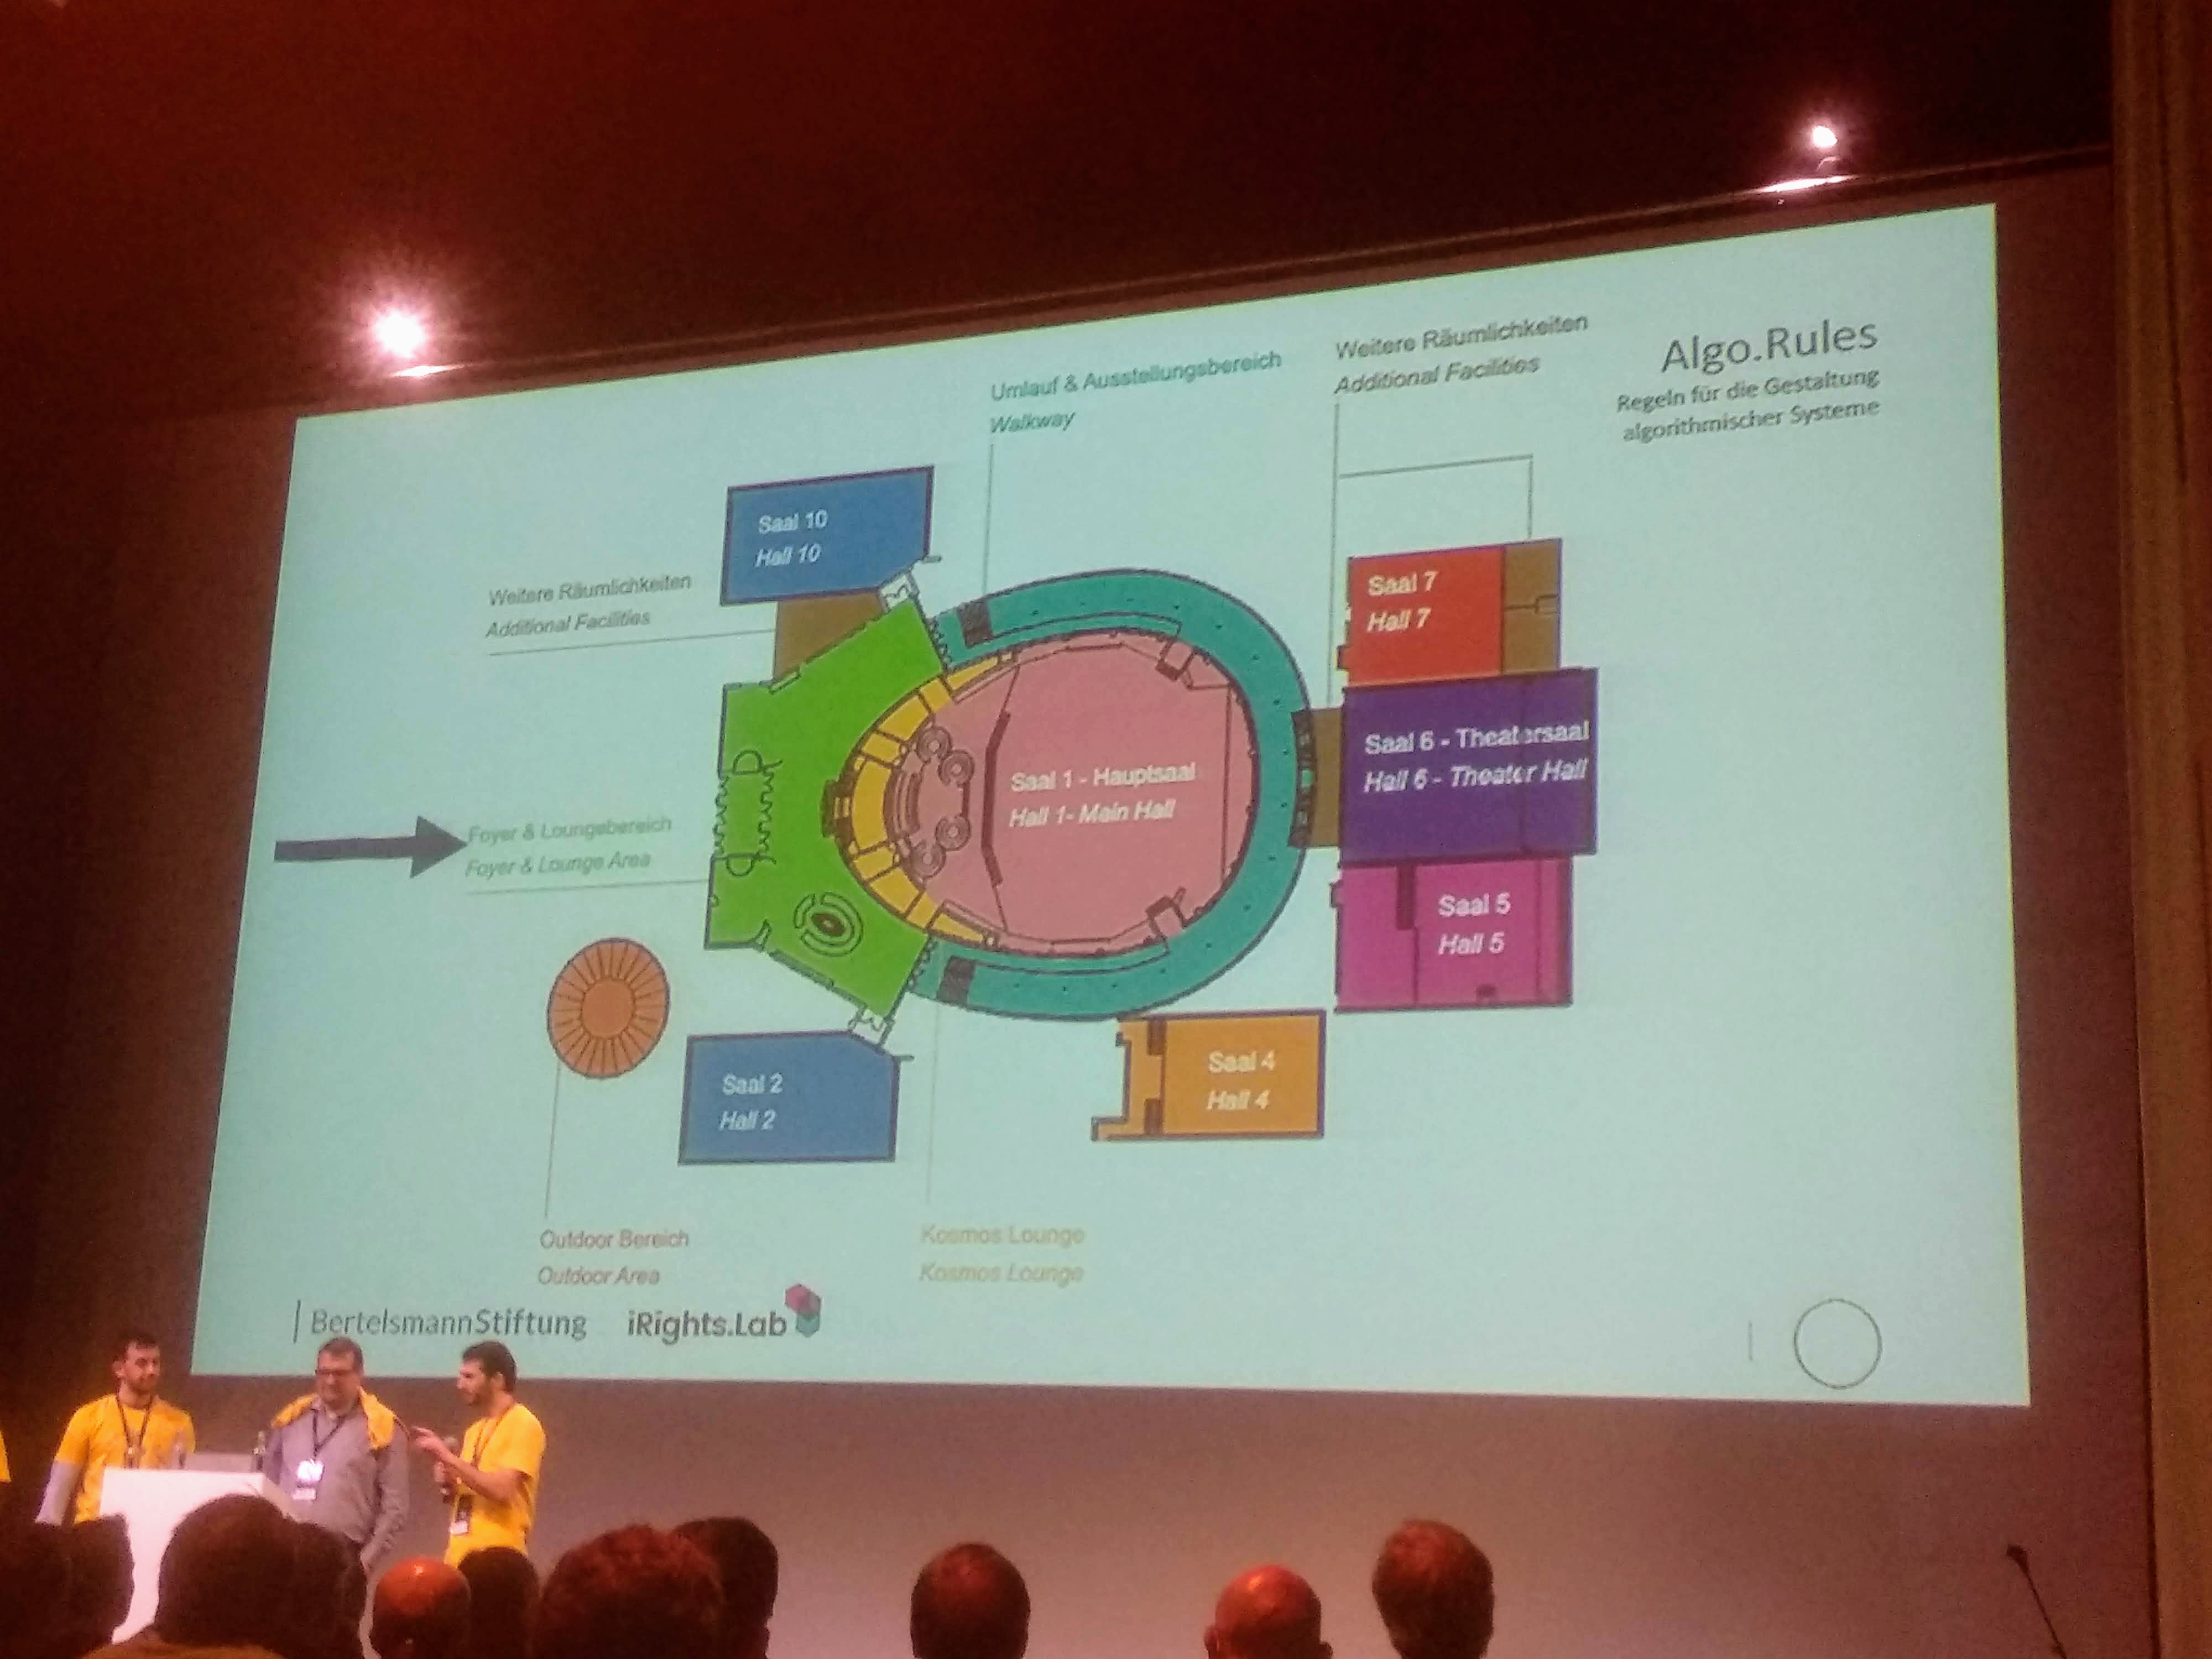 Umlauf & Ausstellungsbereich
Walkway
Weitere Räumlichkeiten
Additional Facilities
Algo.Rules
Regeln für die Gestaltung
algorithmischer Systeme
Saal 10
Hall 10
Weitere Räumlichkeiten
Additional Facilities
Saal 7
Hall 7
Saal 6 - Theatersaal
Hall 6 - Theater Hall
Saal 1 - Hauptsaal
Hall 1- Main Hall
Foyer & Loungebereich
Foyer & Lounge Area
Saal 5
Hall 5
Saal 4
Hall 4
Saal 2
Hall 2
Outdoor Bereich
Outdoor Area
Kosmos Lounge
Kosmos Lounge
BertelsmannStiftung
iRights.Lab